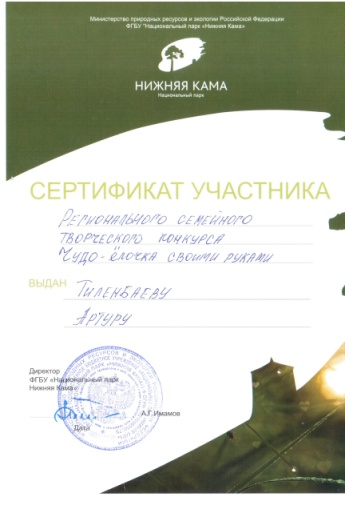 Министерство природных ресурсов и экологии Российской Федерации
ФГБУ "Национальный парк «Нижняя Кама»
НИЖНЯЯ КАМА
Национальный парк
СЕРТИФИКАТ УЧАСТНИКА
Регионального семейного
творческого конкурса
Чудо-ёлочка своими руками
ВЫДАН Тиленбаеву
Артуру
Директор
ФГБУ «Национальный парк
Нижняя Кама»
А.Г.Имамов
Дата